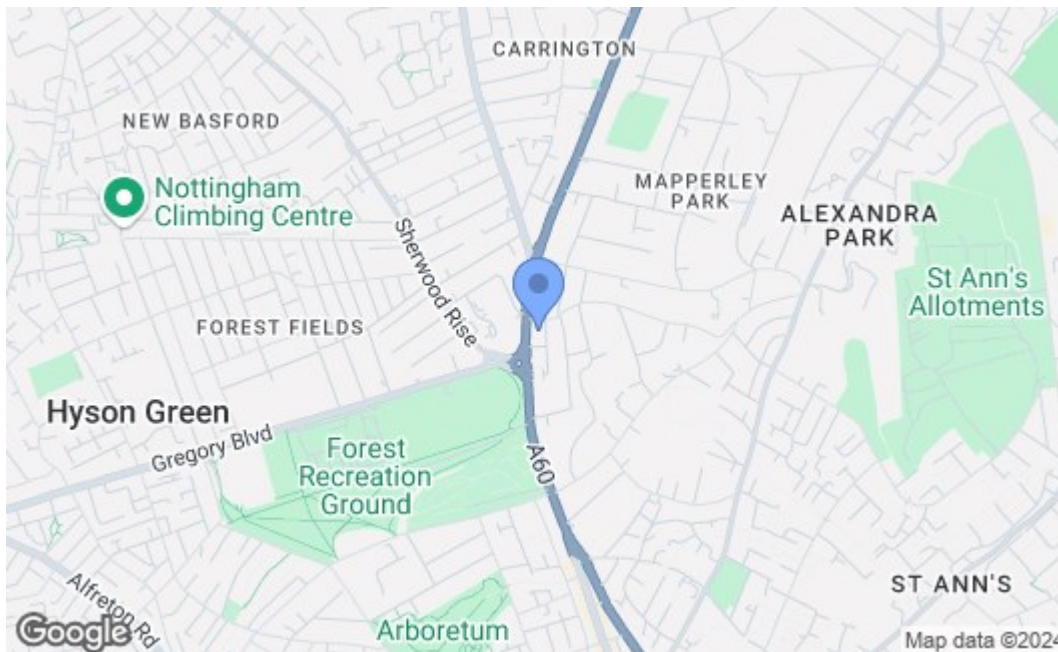 CARRINGTON
NEW BASFORD
Nottingham
Climbing Centre
MAPPERLEY
PARK
ALEXANDRA
PARK
Sherwood Rise
St Ann's
Allotments
FOREST FIELDS
Hyson Green
Gregory Blvd
Forest
Recreation
Ground
A60
Alfreton Rd
ST ANN'S
Arboretum
Google
Map data ©2024